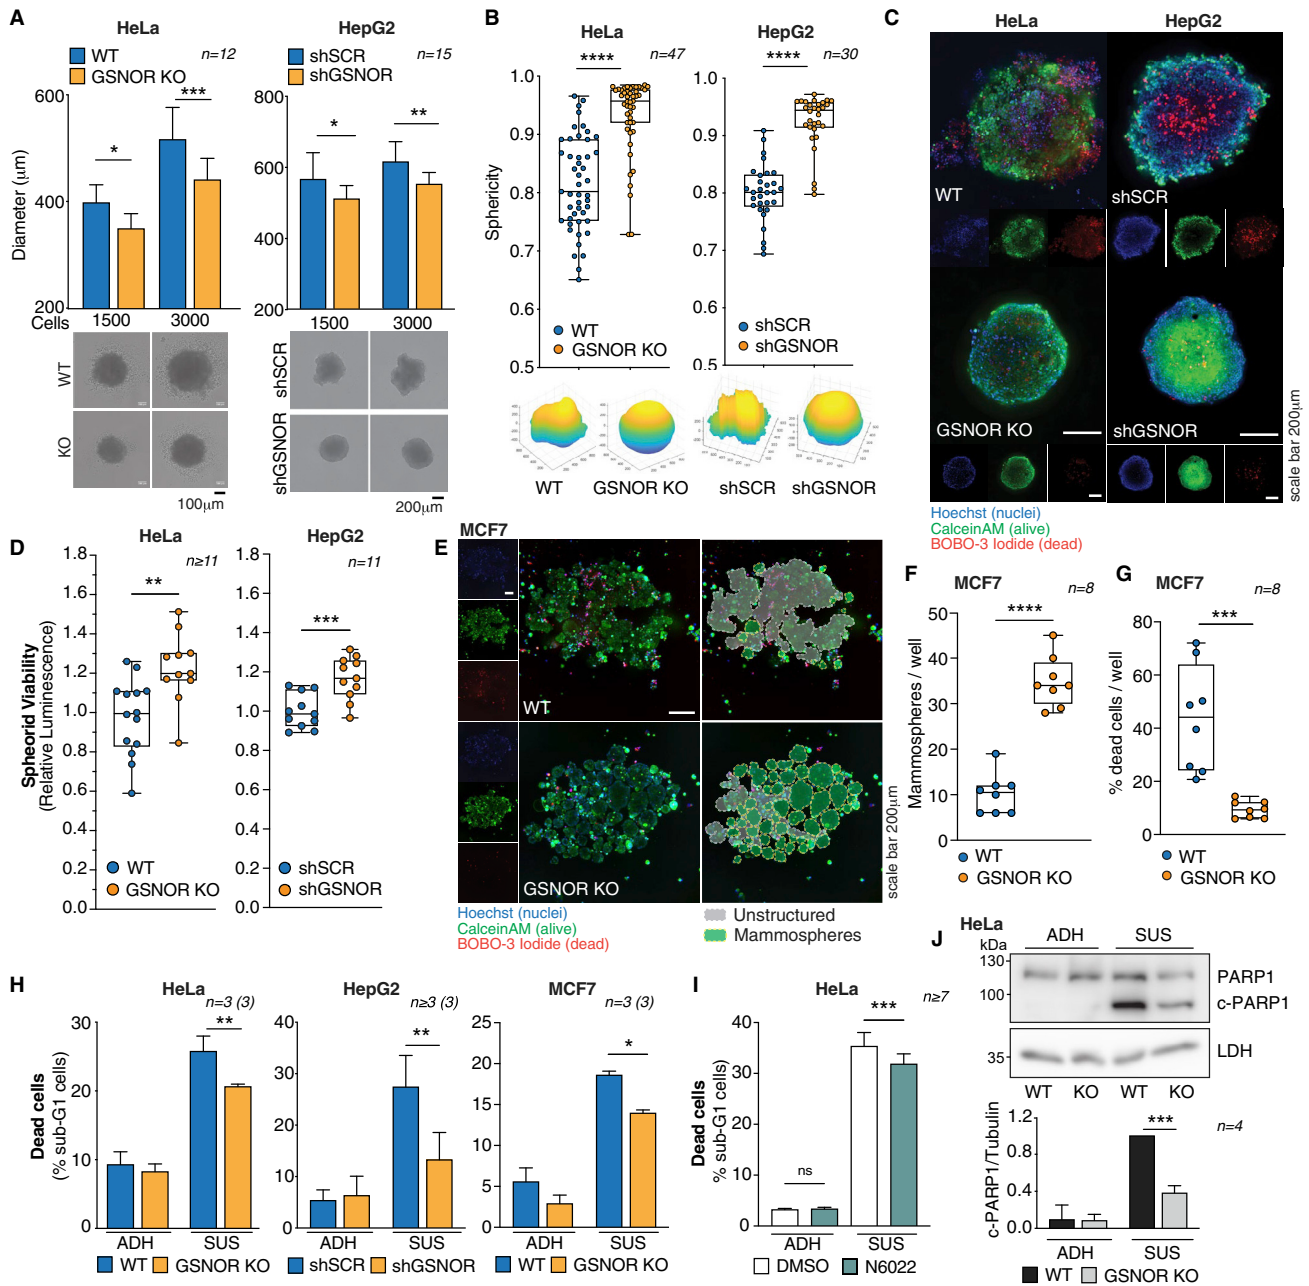 A
HeLa
WT
GSNOR KO
n=12
HepG2
shSCR
shGSNOR
n=15
Diameter (μm)
600
400
200
***
*
800
600
400
200
*
**
Cells
1500
3000
1500
3000
WT
KO
shSCR
shGSNOR
100μm
200μm
B
HeLa
HepG2
****
n=47
****
n=30
Sphericity
1.0
0.9
0.8
0.7
0.6
0.5
1.0
0.9
0.8
0.7
0.6
0.5
WT
GSNOR KO
shSCR
shGSNOR
WT
GSNOR KO
shSCR
shGSNOR
C
HeLa
HepG2
WT
shSCR
GSNOR KO
shGSNOR
scale bar 200μm
Hoechst (nuclei)
CalceinAM (alive)
BOBO-3 Iodide (dead)
D
HeLa
HepG2
n≥11
n=11
**
***
Spheorid Viability
(Relative Luminescence)
1.8
1.6
1.4
1.2
1.0
0.8
0.6
0.4
0.2
0.0
1.8
1.6
1.4
1.2
1.0
0.8
0.6
0.4
0.2
0.0
WT
GSNOR KO
shSCR
shGSNOR
E
MCF7
WT
GSNOR KO
scale bar 200μm
Hoechst (nuclei)
CalceinAM (alive)
BOBO-3 Iodide (dead)
Unstructured
Mammospheres
F
MCF7
n=8
****
Mammospheres / well
50
40
30
20
10
0
WT
GSNOR KO
G
MCF7
n=8
***
% dead cells / well
80
60
40
20
0
WT
GSNOR KO
H
HeLa
n=3 (3)
HepG2
n≥3 (3)
MCF7
n=3 (3)
Dead cells
(% sub-G1 cells)
30
20
10
0
**
40
30
20
10
0
**
25
20
15
10
5
0
*
ADH
SUS
ADH
SUS
ADH
SUS
WT
GSNOR KO
shSCR
shGSNOR
WT
GSNOR KO
I
HeLa
n≥7
***
Dead cells
% sub-G1 cells)
40
30
20
10
0
ns
ADH
SUS
DMSO
N6022
J
HeLa
kDa
ADH
SUS
130
100
35
PARP1
c-PARP1
LDH
WT
KO
WT
KO
c-PARP1/Tubulin
1.2
0.8
0.4
0.0
***
n=4
ADH
SUS
WT
GSNOR KO